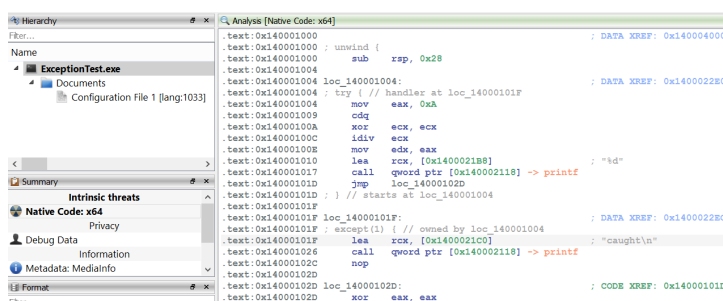 Hierarchy
Filter...
Name
ExceptionTest.exe
Documents
Configuration File 1 [lang:1033]
Summary
Intrinsic threats
Native Code: x64
Privacy
Debug Data
Information
Metadata: MediaInfo
Format
Analysis [Native Code: x64]
.text:0x140001000 ; DATA XREF: 0x14000400
.text:0x140001000 ; unwind {
.text:0x140001000 sub rsp, 0x28
.text:0x140001004
.text:0x140001004 loc_140001004: ; DATA XREF: 0x1400022E0
.text:0x140001004 ; try { // handler at loc_14000101F
.text:0x140001004 mov eax, 0xA
.text:0x140001009 cdq
.text:0x14000100A xor ecx, ecx
.text:0x14000100C idiv ecx
.text:0x14000100E mov edx, eax
.text:0x140001010 lea rcx, [0x1400021B8] ; "%d"
.text:0x140001017 call qword ptr [0x140002118] -> printf
.text:0x14000101D jmp loc_14000102D
.text:0x14000101D ; } // starts at loc_140001004
.text:0x14000101F
.text:0x14000101F loc_14000101F: ; DATA XREF: 0x1400022E0
.text:0x14000101F ; except(1) { // owned by loc_140001004
.text:0x14000101F lea rcx, [0x1400021C0] ; "caught\n"
.text:0x140001026 call qword ptr [0x140002118] -> printf
.text:0x14000102C nop
.text:0x14000102D
.text:0x14000102D loc_14000102D: ; CODE XREF: 0x14000101D
.text:0x14000102D xor eax, eax